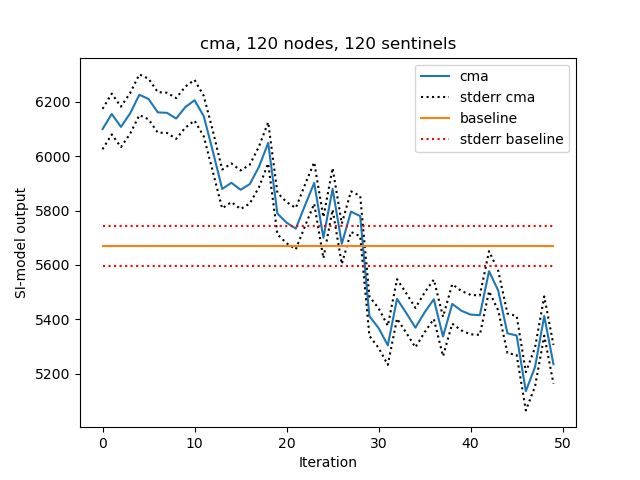 cma, 120 nodes, 120 sentinels
cma
stderr cma
baseline
stderr baseline
SI-model output
6200
6000
5800
5600
5400
5200
0 10 20 30 40 50
Iteration